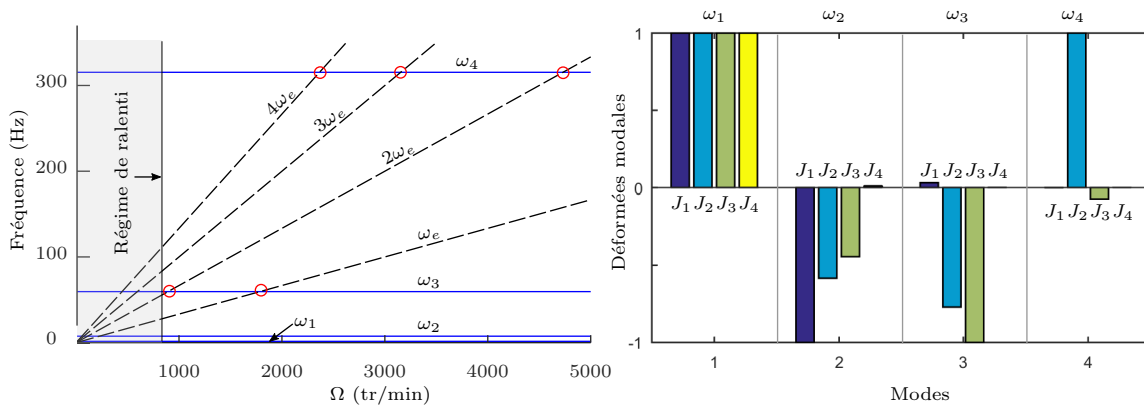 Fréquence (Hz)
300
200
100
0
Régime de ralenti
4ωₑ
3ωₑ
2ωₑ
ωₑ
ω₄
ω₃
ω₂
ω₁
1000 2000 3000 4000 5000
Ω (tr/min)
ω₁ ω₂ ω₃ ω₄
Déformées modales
1
0
-1
J₁ J₂ J₃ J₄
J₁ J₂ J₃ J₄
J₁ J₂ J₃ J₄
J₁ J₂ J₃ J₄
1 2 3 4
Modes